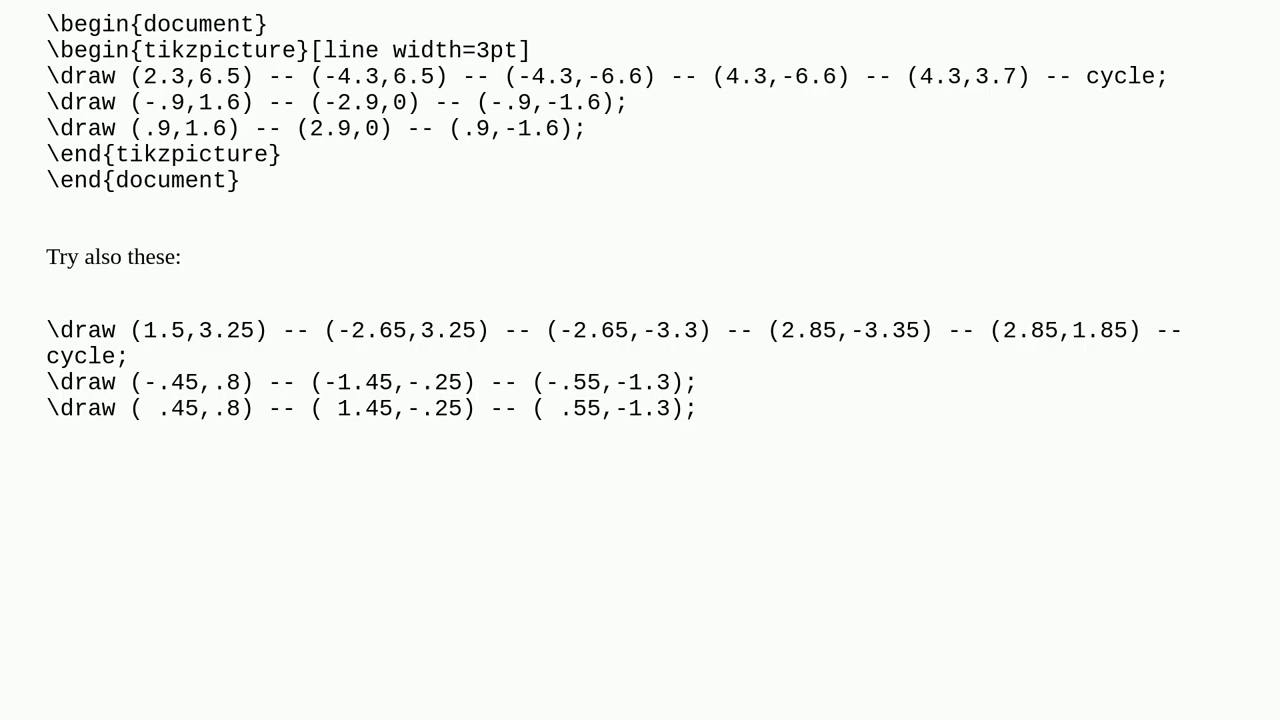 \begin{document}
\begin{tikzpicture}[line width=3pt]
\draw (2.3,6.5) -- (-4.3,6.5) -- (-4.3,-6.6) -- (4.3,-6.6) -- (4.3,3.7) -- cycle;
\draw (-.9,1.6) -- (-2.9,0) -- (-.9,-1.6);
\draw (.9,1.6) -- (2.9,0) -- (.9,-1.6);
\end{tikzpicture}
\end{document}
Try also these:
\draw (1.5,3.25) -- (-2.65,3.25) -- (-2.65,-3.3) -- (2.85,-3.35) -- (2.85,1.85) --
cycle;
\draw (-.45,.8) -- (-1.45,-.25) -- (-.55,-1.3);
\draw ( .45,.8) -- ( 1.45,-.25) -- ( .55,-1.3);